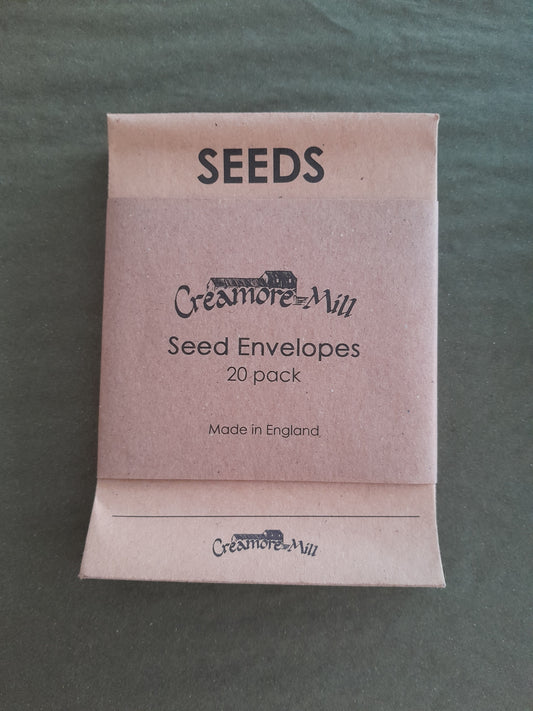 SEEDS
Creamore Mill
Seed Envelopes
20 pack
Made in England
Creamore Mill